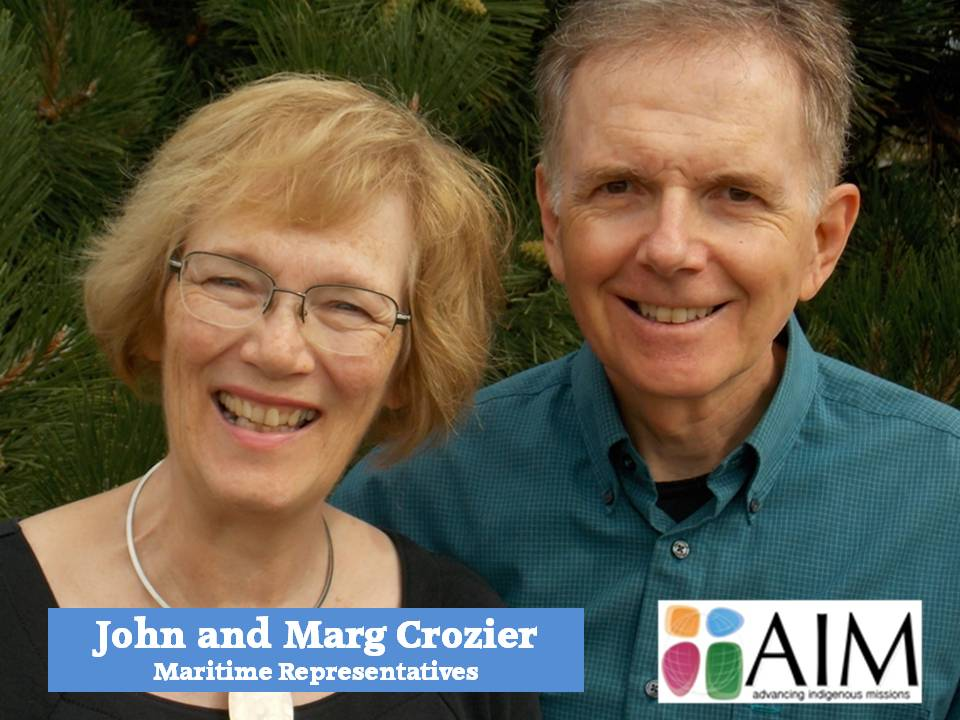 John and Marg Crozier
Maritime Representatives
AIM
advancing indigenous missions